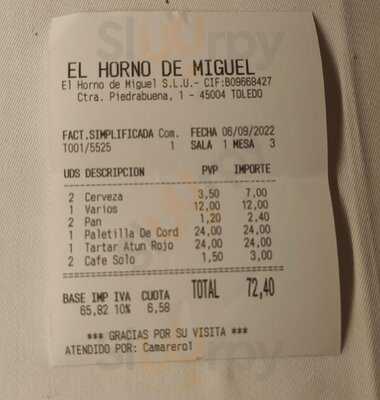 EL HORNO DE MIGUEL
El Horno de Miguel S.L.U.- CIF:B09668427
Ctra. Piedrabuena, 1 - 45004 TOLEDO
FACT.SIMPLIFICADA Com. FECHA 06/09/2022
T001/5525 1 SALA 1 MESA 3
UDS DESCRIPCION PVP IMPORTE
2 Cerveza 3,50 7,00
1 Varios 12,00 12,00
2 Pan 1,20 2,40
1 Paletilla De Cord 24,00 24,00
1 Tartar Atun Rojo 24,00 24,00
2 Cafe Solo 1,50 3,00
BASE IMP IVA CUOTA TOTAL 72,40
65,82 10% 6,58
*** GRACIAS POR SU VISITA ***
ATENDIDO POR: Camarero1
Sluurpy
Sluurpy